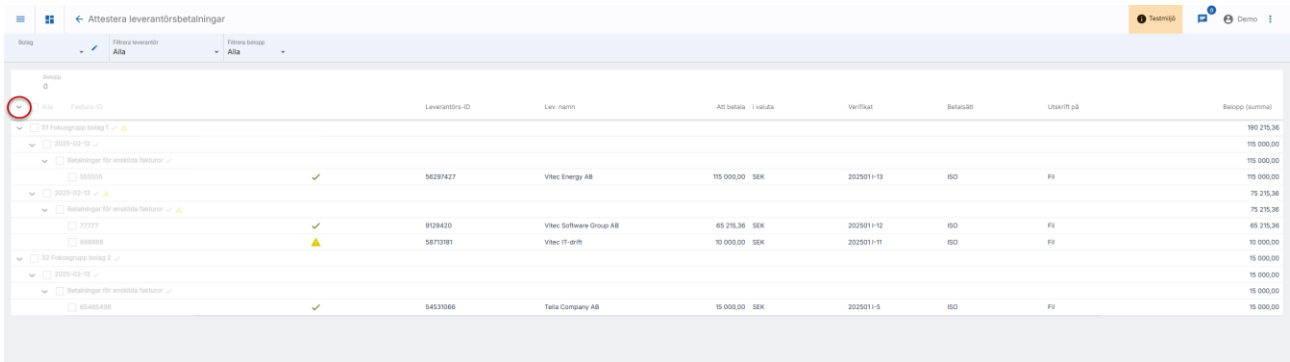 Attestera leverantörsbetalningar
Testmiljö
0
Demo
Bolag
Filtrera leverantör
Alla
Filtrera belopp
Alla
Belopp
0
Alla Faktura-ID Leverantörs-ID Lev. namn Att betala i valuta Verifikat Betalsätt Utskrift på Belopp (summa)
51 Fokusgrupp bolag 1 190 215,36
2025-02-12 115 000,00
Betalningar för enskilda fakturor 115 000,00
555555 56297427 Vitec Energy AB 115 000,00 SEK 202501 I-13 ISO Fil 115 000,00
2025-02-13 75 215,36
Betalningar för enskilda fakturor 75 215,36
77777 9129420 Vitec Software Group AB 65 215,36 SEK 202501 I-12 ISO Fil 65 215,36
58713181 Vitec IT-drift 10 000,00 SEK 202501 I-11 ISO Fil 10 000,00
52 Fokusgrupp bolag 2 15 000,00
2025-02-13 15 000,00
Betalningar för enskilda fakturor 15 000,00
54531066 Telia Company AB 15 000,00 SEK 202501 I-5 ISO Fil 15 000,00